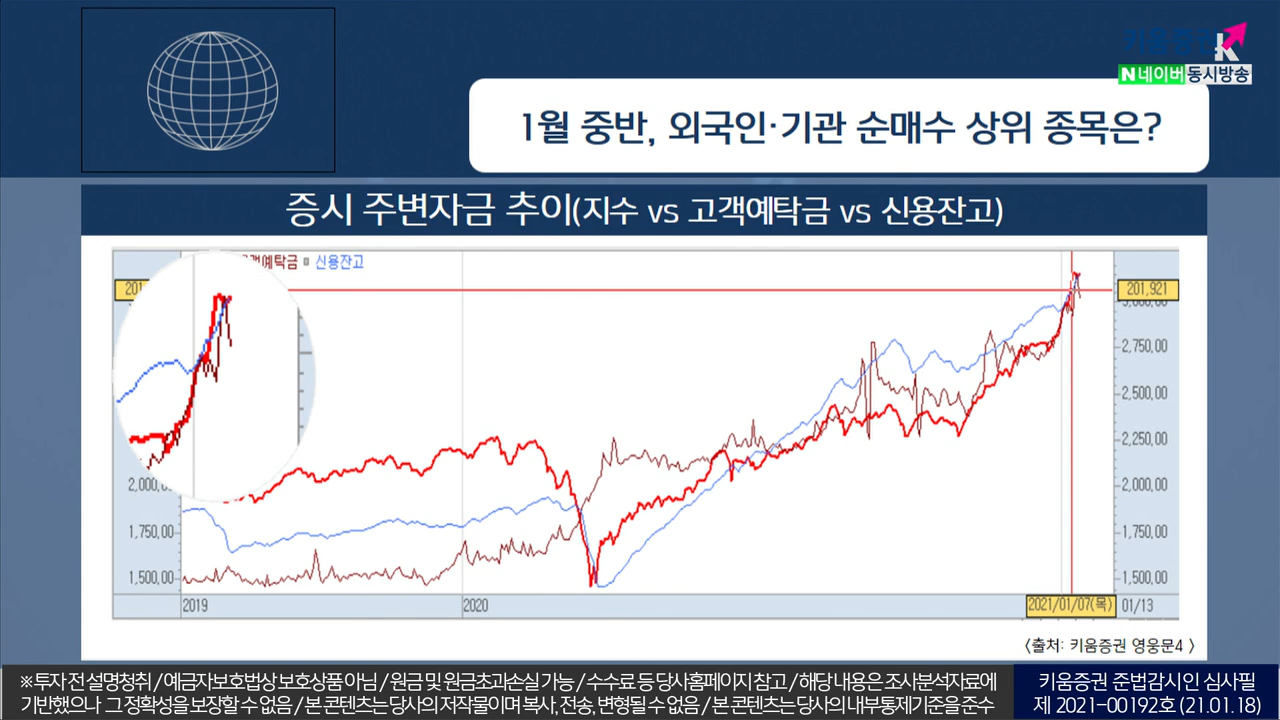 키움증권
N 네이버 동시방송
1월 중반, 외국인·기관 순매수 상위 종목은?
증시 주변자금 추이(지수 vs 고객예탁금 vs 신용잔고)
객예탁금 신용잔고
201 201,921
3,000,00
2,750,00
2,500,00
2,250,00
2,000,00 2,000,00
1,750,00 1,750,00
1,500,00 1,500,00
2019 2020 2021/01/07(목) 01/13
<출처: 키움증권 영웅문4 >
※투자 전 설명청취 / 예금자보호법상 보호상품 아님 / 원금 및 원금초과손실 가능 / 수수료 등 당사홈페이지 참고 / 해당 내용은 조사분석자료에
기반했으나 그 정확성을 보장할 수 없음 / 본 콘텐츠는 당사의 저작물이며 복사, 전송, 변형될 수 없음 / 본 콘텐츠는 당사의 내부통제기준을 준수
키움증권 준법감시인 심사필
제 2021-00192호 (21.01.18)